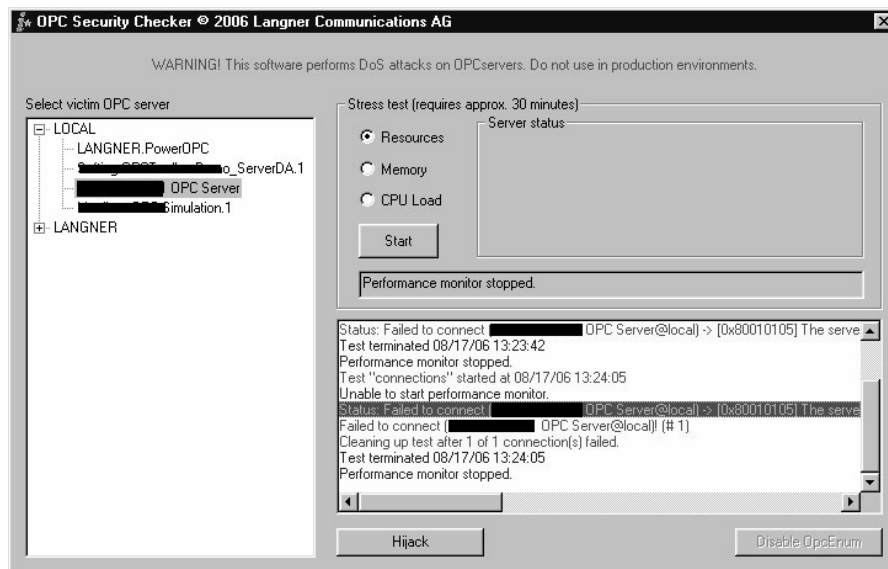 OPC Security Checker © 2006 Langner Communications AG
WARNING! This software performs DoS attacks on OPCservers. Do not use in production environments.
Select victim OPC server
LOCAL
LANGNER.PowerOPC
o_ServerDA.1
OPC Server
Simulation.1
LANGNER
Stress test (requires approx. 30 minutes)
Server status
Resources
Memory
CPU Load
Start
Performance monitor stopped.
Status: Failed to connect ( OPC Server@local) -> [0x80010105] The serve
Test terminated 08/17/06 13:23:42
Performance monitor stopped.
Test "connections" started at 08/17/06 13:24:05
Unable to start performance monitor.
Status: Failed to connect ( OPC Server@local) -> [0x80010105] The serve
Failed to connect ( OPC Server@local)! (# 1)
Cleaning up test after 1 of 1 connection(s) failed.
Test terminated 08/17/06 13:24:05
Performance monitor stopped.
Hijack
Disable OpcEnum